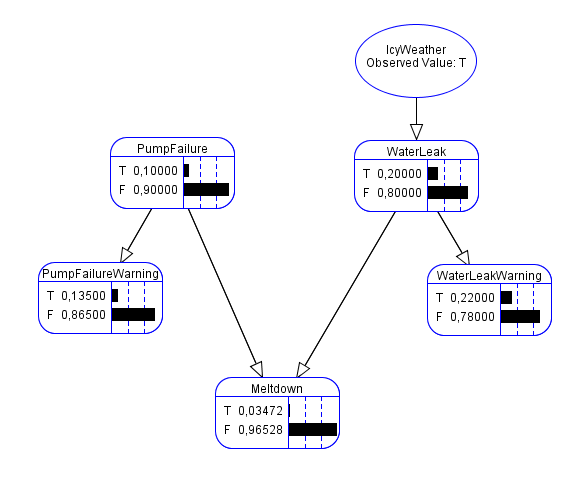 IcyWeather
Observed Value: T
PumpFailure
T 0,10000
F 0,90000
WaterLeak
T 0,20000
F 0,80000
PumpFailureWarning
T 0,13500
F 0,86500
WaterLeakWarning
T 0,22000
F 0,78000
Meltdown
T 0,03472
F 0,96528